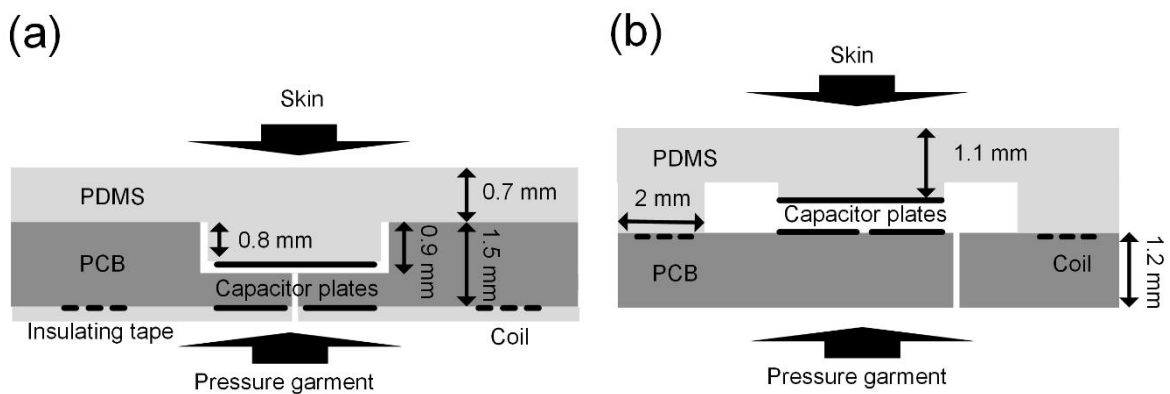 (a)
Skin
PDMS
0.7 mm
0.8 mm
0.9 mm
1.5 mm
PCB
Capacitor plates
Insulating tape
Coil
Pressure garment
(b)
Skin
PDMS
1.1 mm
2 mm
Capacitor plates
PCB
Coil
1.2 mm
Pressure garment